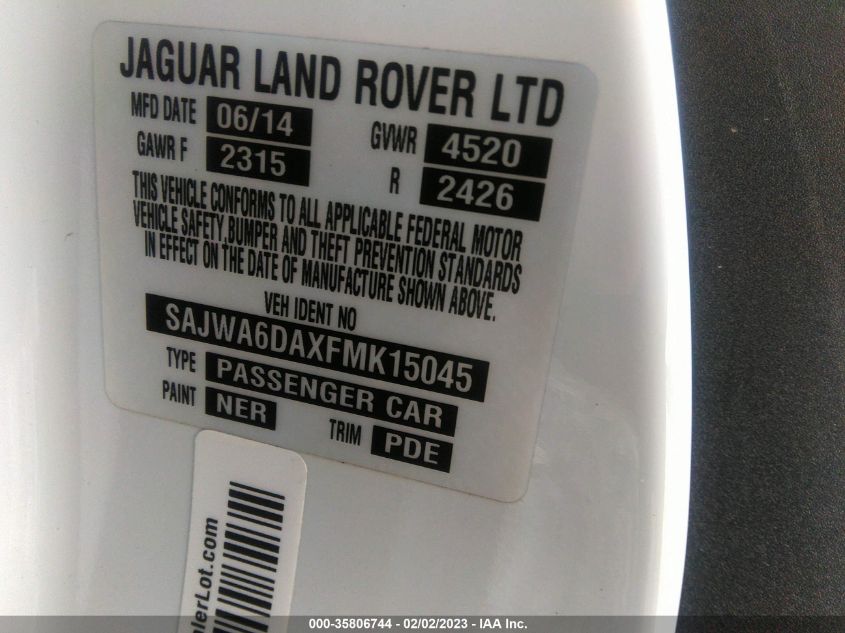 JAGUAR LAND ROVER LTD
MFD DATE 06/14 GVWR 4520
GAWR F 2315 R 2426
THIS VEHICLE CONFORMS TO ALL APPLICABLE FEDERAL MOTOR
VEHICLE SAFETY, BUMPER AND THEFT PREVENTION STANDARDS
IN EFFECT ON THE DATE OF MANUFACTURE SHOWN ABOVE.
VEH IDENT NO
SAJWA6DAXFMK15045
TYPE PASSENGER CAR
PAINT NER TRIM PDE
lerLot.com
000-35806744 - 02/02/2023 - IAA Inc.